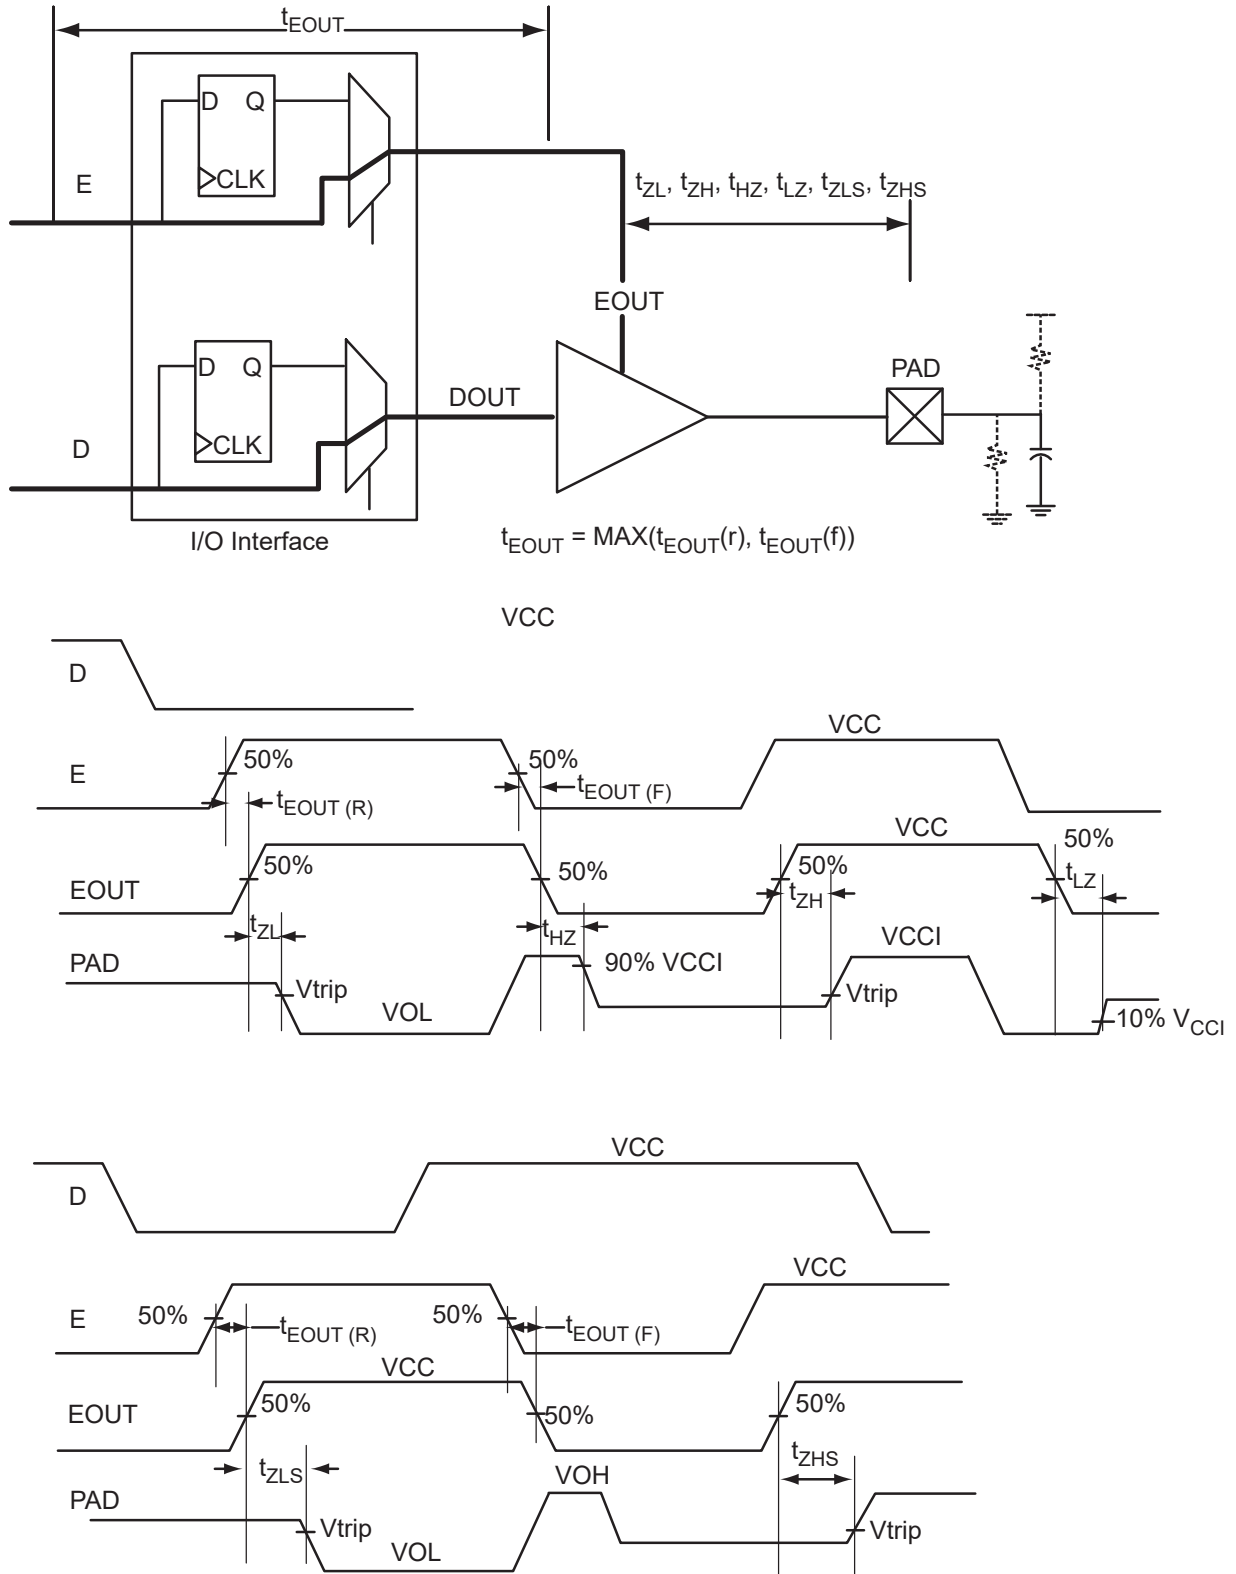 tEOUT
D Q
CLK
E
tZL, tZH, tHZ, tLZ, tZLS, tZHS
EOUT
D Q
CLK
D
DOUT
PAD
I/O Interface
tEOUT = MAX(tEOUT(r), tEOUT(f))
VCC
D
VCC
E
50%
50%
tEOUT (R)
tEOUT (F)
VCC
50%
EOUT
50%
50%
50%
tZL
tHZ
tZH
tLZ
PAD
VCCI
90% VCCI
Vtrip
VOL
Vtrip
10% VCCI
VCC
D
VCC
E
50%
50%
tEOUT (R)
tEOUT (F)
VCC
EOUT
50%
50%
50%
tZLS
tZHS
PAD
VOH
Vtrip
VOL
Vtrip